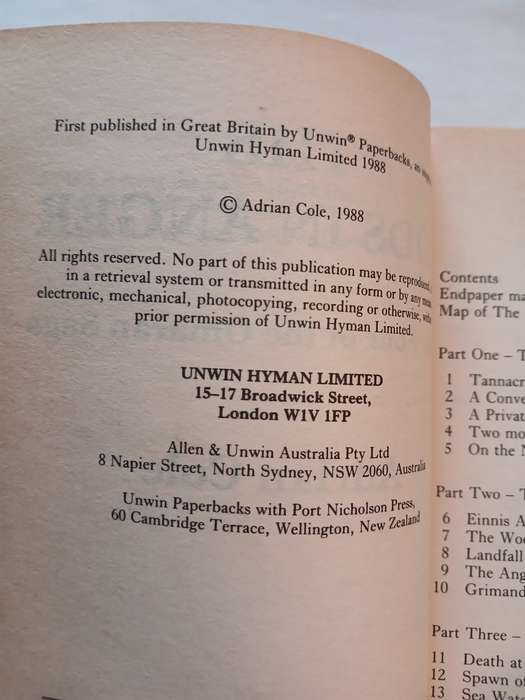 First published in Great Britain by Unwin® Paperbacks, an
Unwin Hyman Limited 1988
© Adrian Cole, 1988
All rights reserved. No part of this publication may be reproduced,
in a retrieval system or transmitted in any form or by any means
electronic, mechanical, photocopying, recording or otherwise,
prior permission of Unwin Hyman Limited.
UNWIN HYMAN LIMITED
15–17 Broadwick Street,
London W1V 1FP
Allen & Unwin Australia Pty Ltd
8 Napier Street, North Sydney, NSW 2060, Australia
Unwin Paperbacks with Port Nicholson Press,
60 Cambridge Terrace, Wellington, New Zealand
Contents
Endpaper
Map of The
Part One –
1 Tannacr
2 A Conve
3 A Privat
4 Two mo
5 On the
Part Two –
6 Einnis A
7 The Woo
8 Landfall
9 The Ang
10 Grimand
Part Three –
11 Death at
12 Spawn o
13 Sea Wat